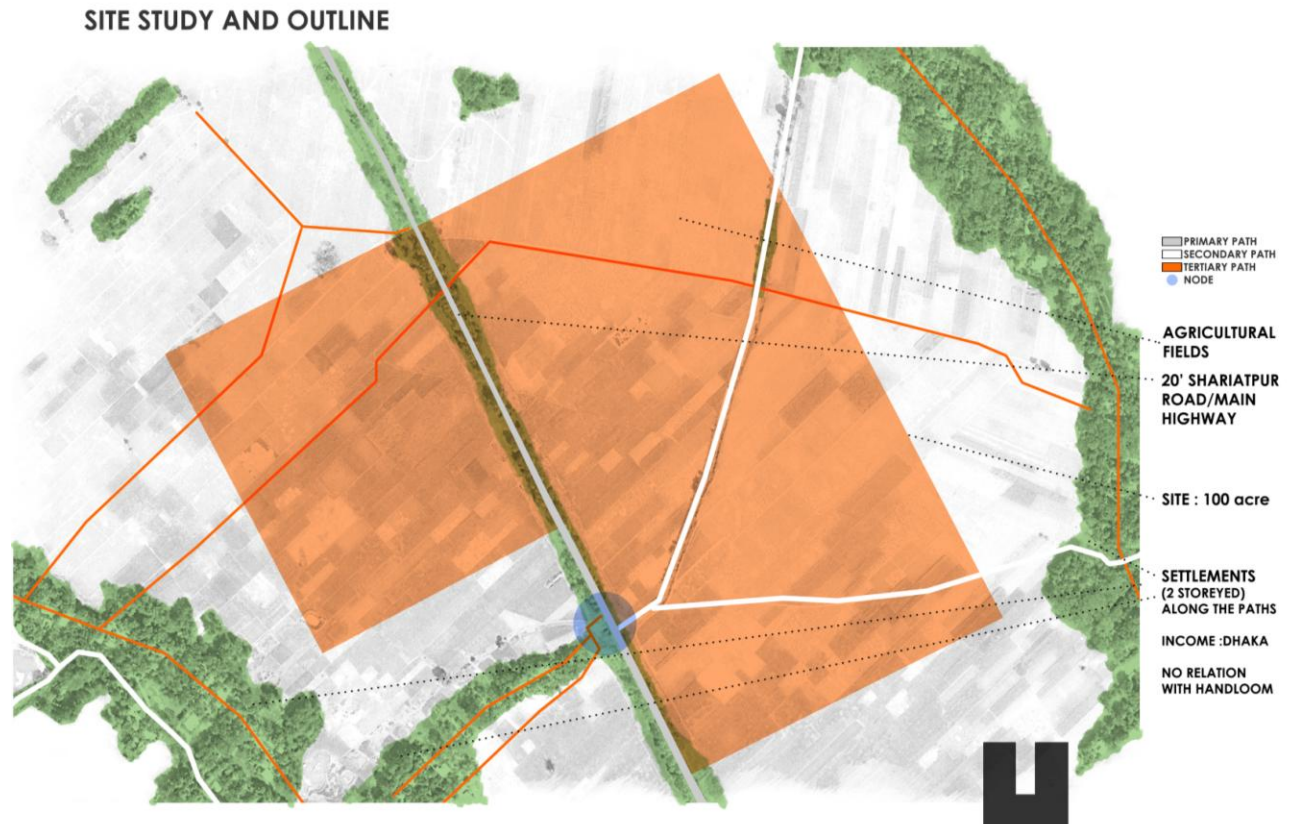 SITE STUDY AND OUTLINE
PRIMARY PATH
SECONDARY PATH
TERTIARY PATH
NODE
AGRICULTURAL
FIELDS
20' SHARIATPUR
ROAD/MAIN
HIGHWAY
SITE : 100 acre
SETTLEMENTS
(2 STOREYED)
ALONG THE PATHS
INCOME :DHAKA
NO RELATION
WITH HANDLOOM